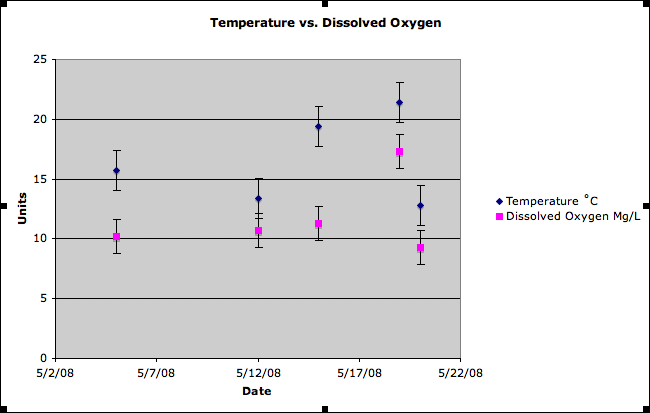 Temperature vs. Dissolved Oxygen
25
20
15
10
5
0
Units
5/2/08 5/7/08 5/12/08 5/17/08 5/22/08
Date
Temperature ˚C
Dissolved Oxygen Mg/L